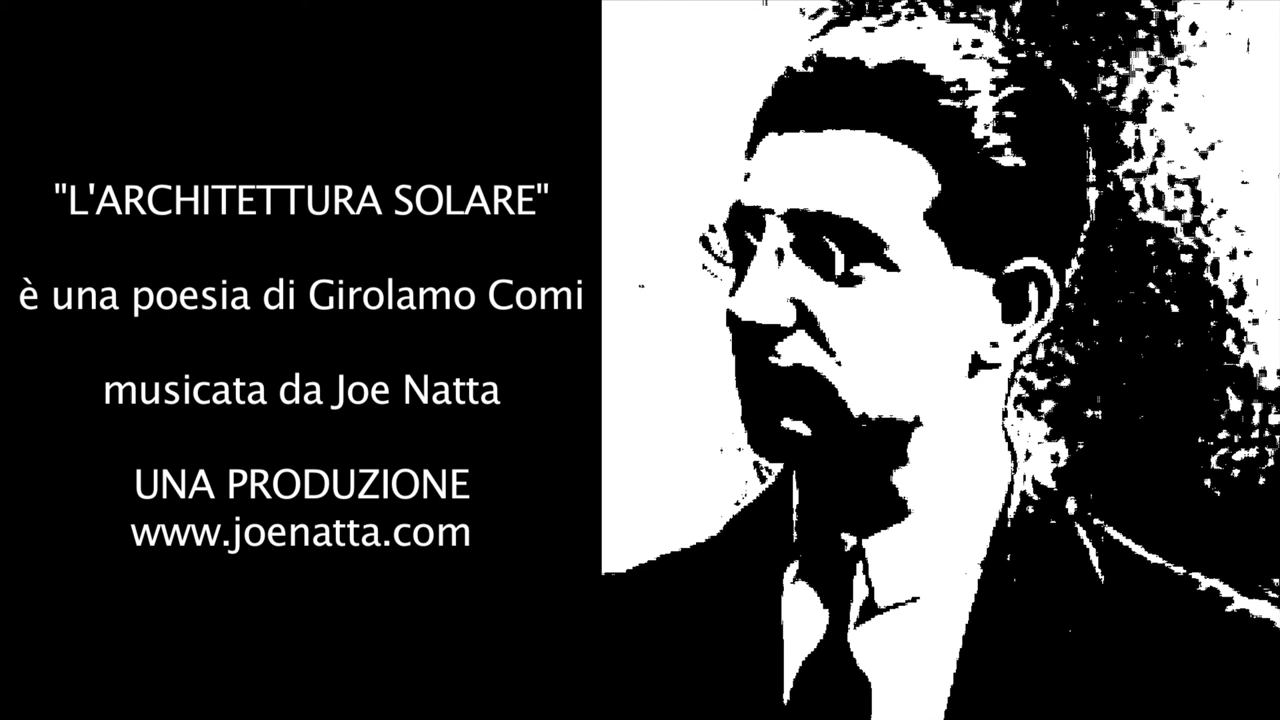 "L'ARCHITETTURA SOLARE"
è una poesia di Girolamo Comi
musicata da Joe Natta
UNA PRODUZIONE
www.joenatta.com